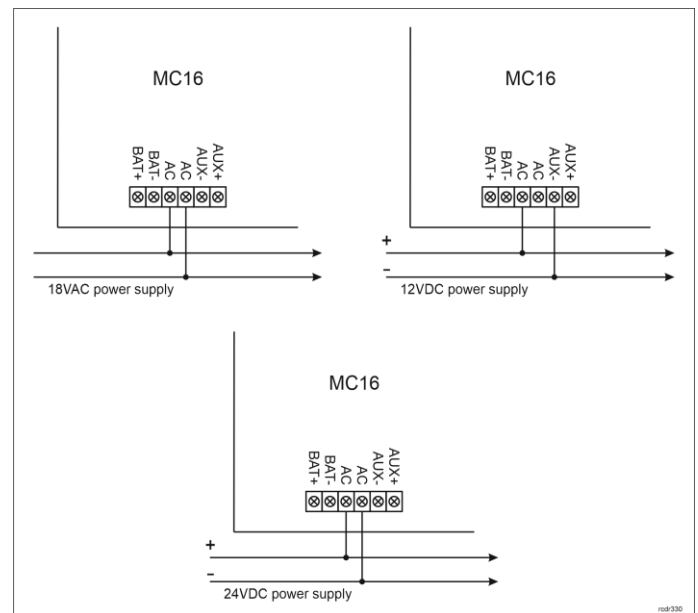 MC16
BAT+ BAT- AC AC AUX- AUX+
18VAC power supply
MC16
BAT+ BAT- AC AC AUX- AUX+
+
-
12VDC power supply
MC16
BAT+ BAT- AC AC AUX- AUX+
+
-
24VDC power supply
rcdr330